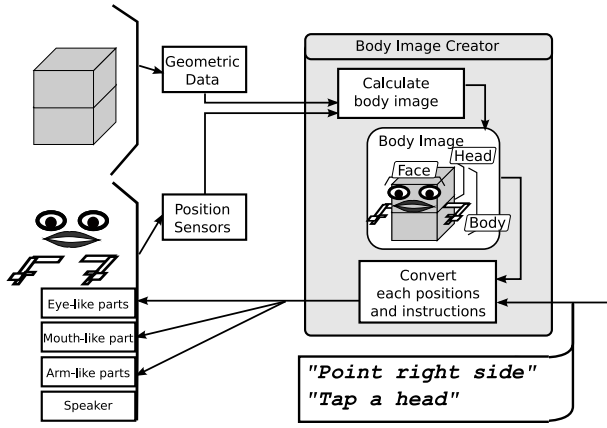 Body Image Creator
Geometric
Data
Calculate
body image
Body Image
Head
Face
Body
Position
Sensors
Convert
each positions
and instructions
Eye-like parts
Mouth-like part
Arm-like parts
Speaker
"Point right side"
"Tap a head"